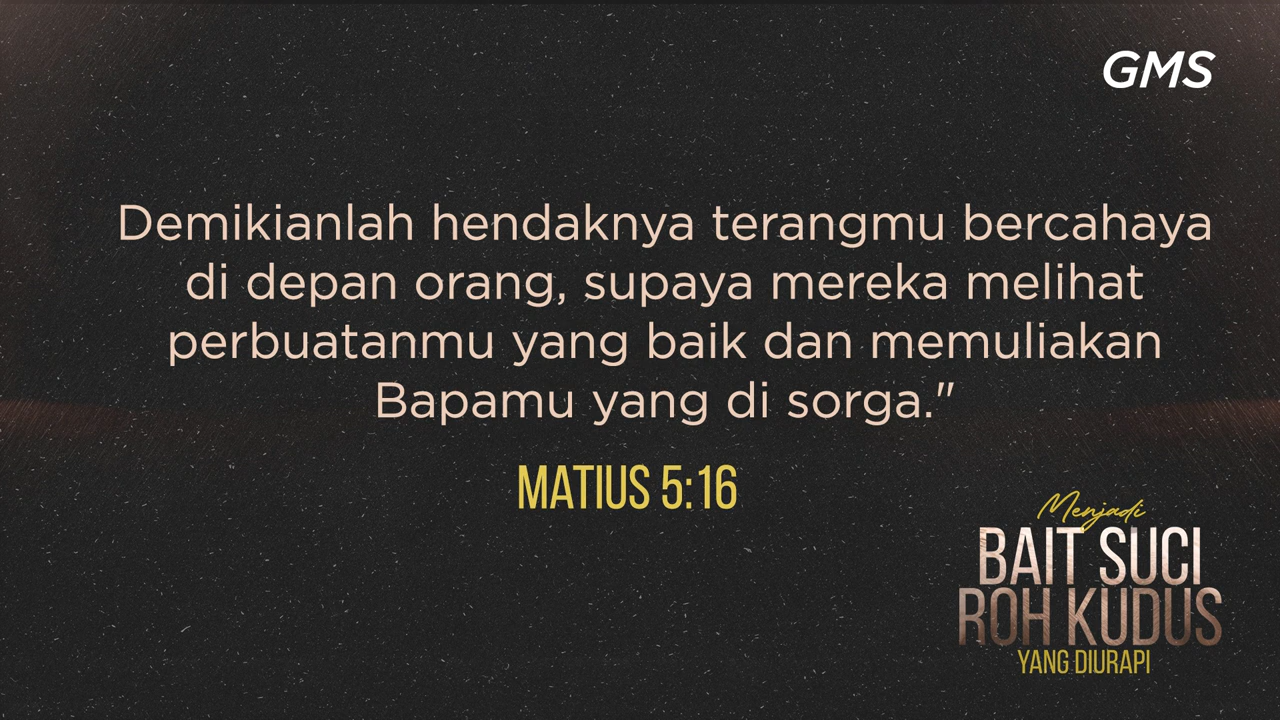 GMS
Demikianlah hendaknya terangmu bercahaya
di depan orang, supaya mereka melihat
perbuatanmu yang baik dan memuliakan
Bapamu yang di sorga."
MATIUS 5:16
Menjadi
BAIT SUCI
ROH KUDUS
YANG DIURAPI